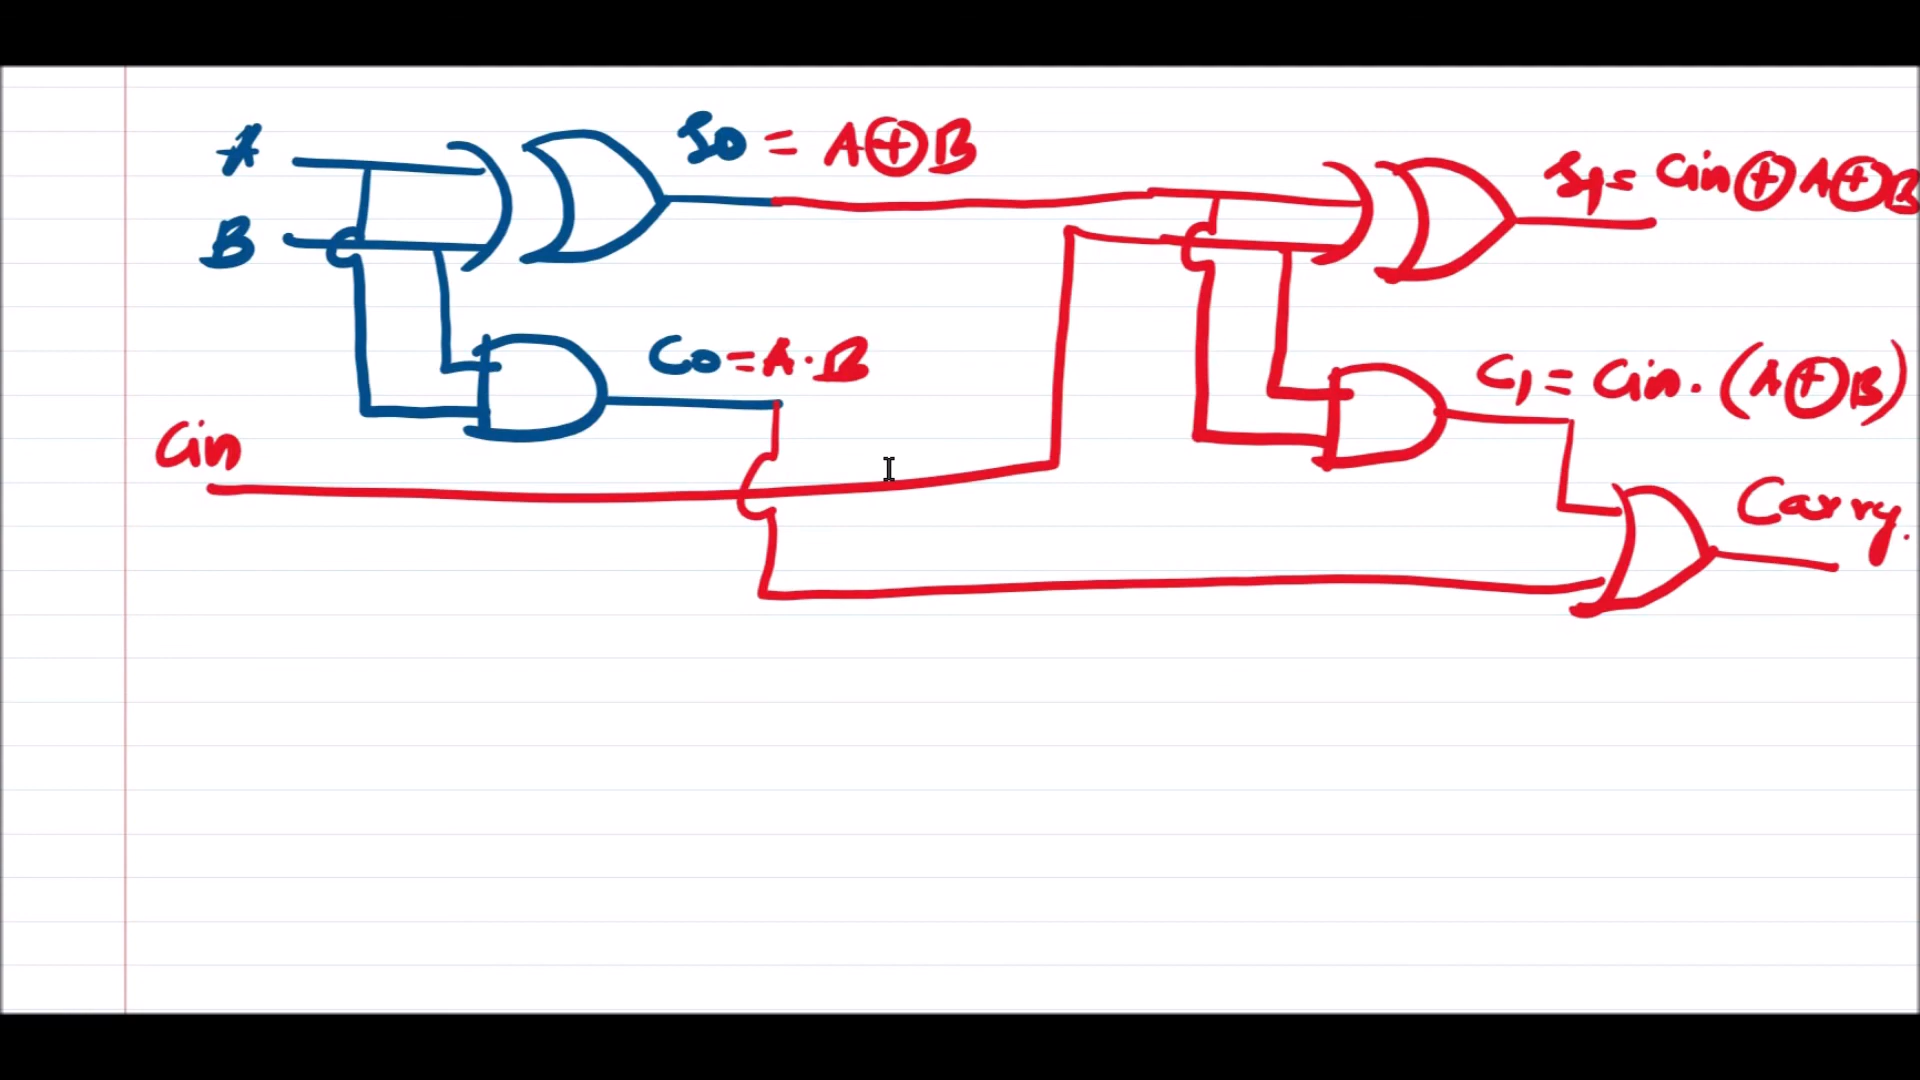 A
S0 = A⊕B
S1= Cin⊕A⊕B
B
C0=A·B
C1= Cin·(A⊕B)
Cin
Carry.